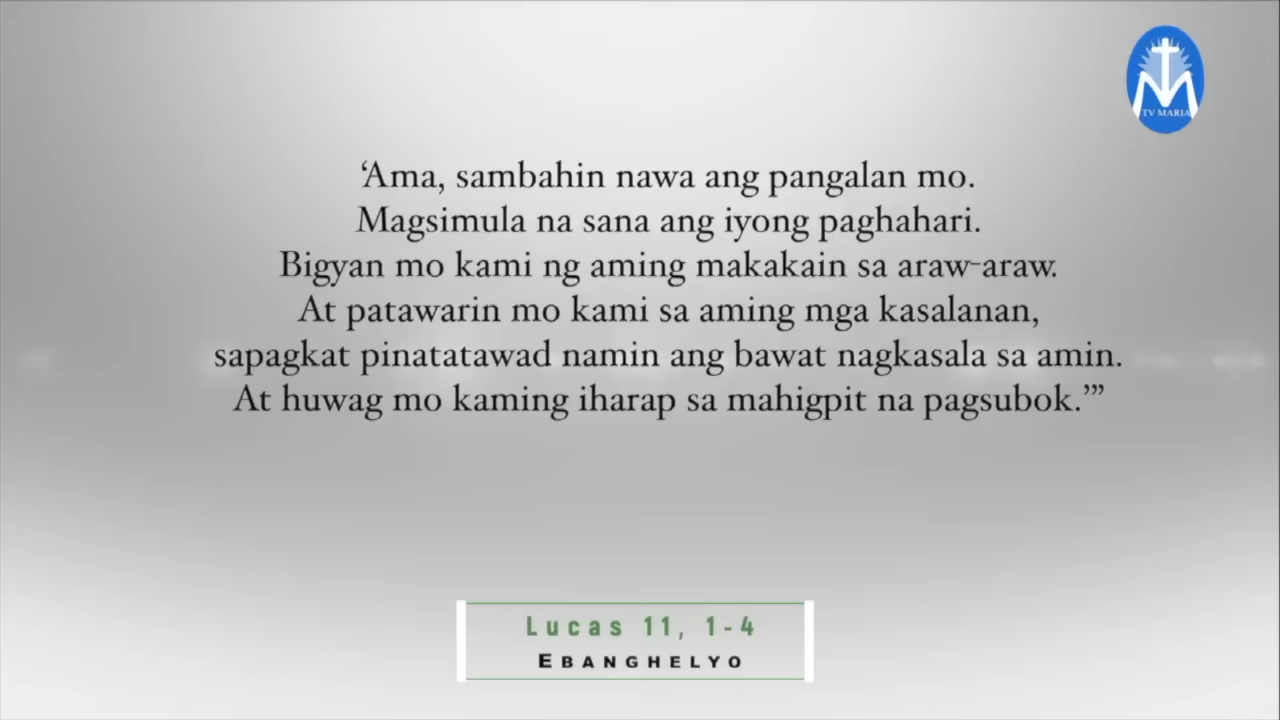 TV MARIA
‘Ama, sambahin nawa ang pangalan mo.
Magsimula na sana ang iyong paghahari.
Bigyan mo kami ng aming makakain sa araw-araw.
At patawarin mo kami sa aming mga kasalanan,
sapagkat pinatatawad namin ang bawat nagkasala sa amin.
At huwag mo kaming iharap sa mahigpit na pagsubok.’”
Lucas 11, 1-4
EBANGHELYO